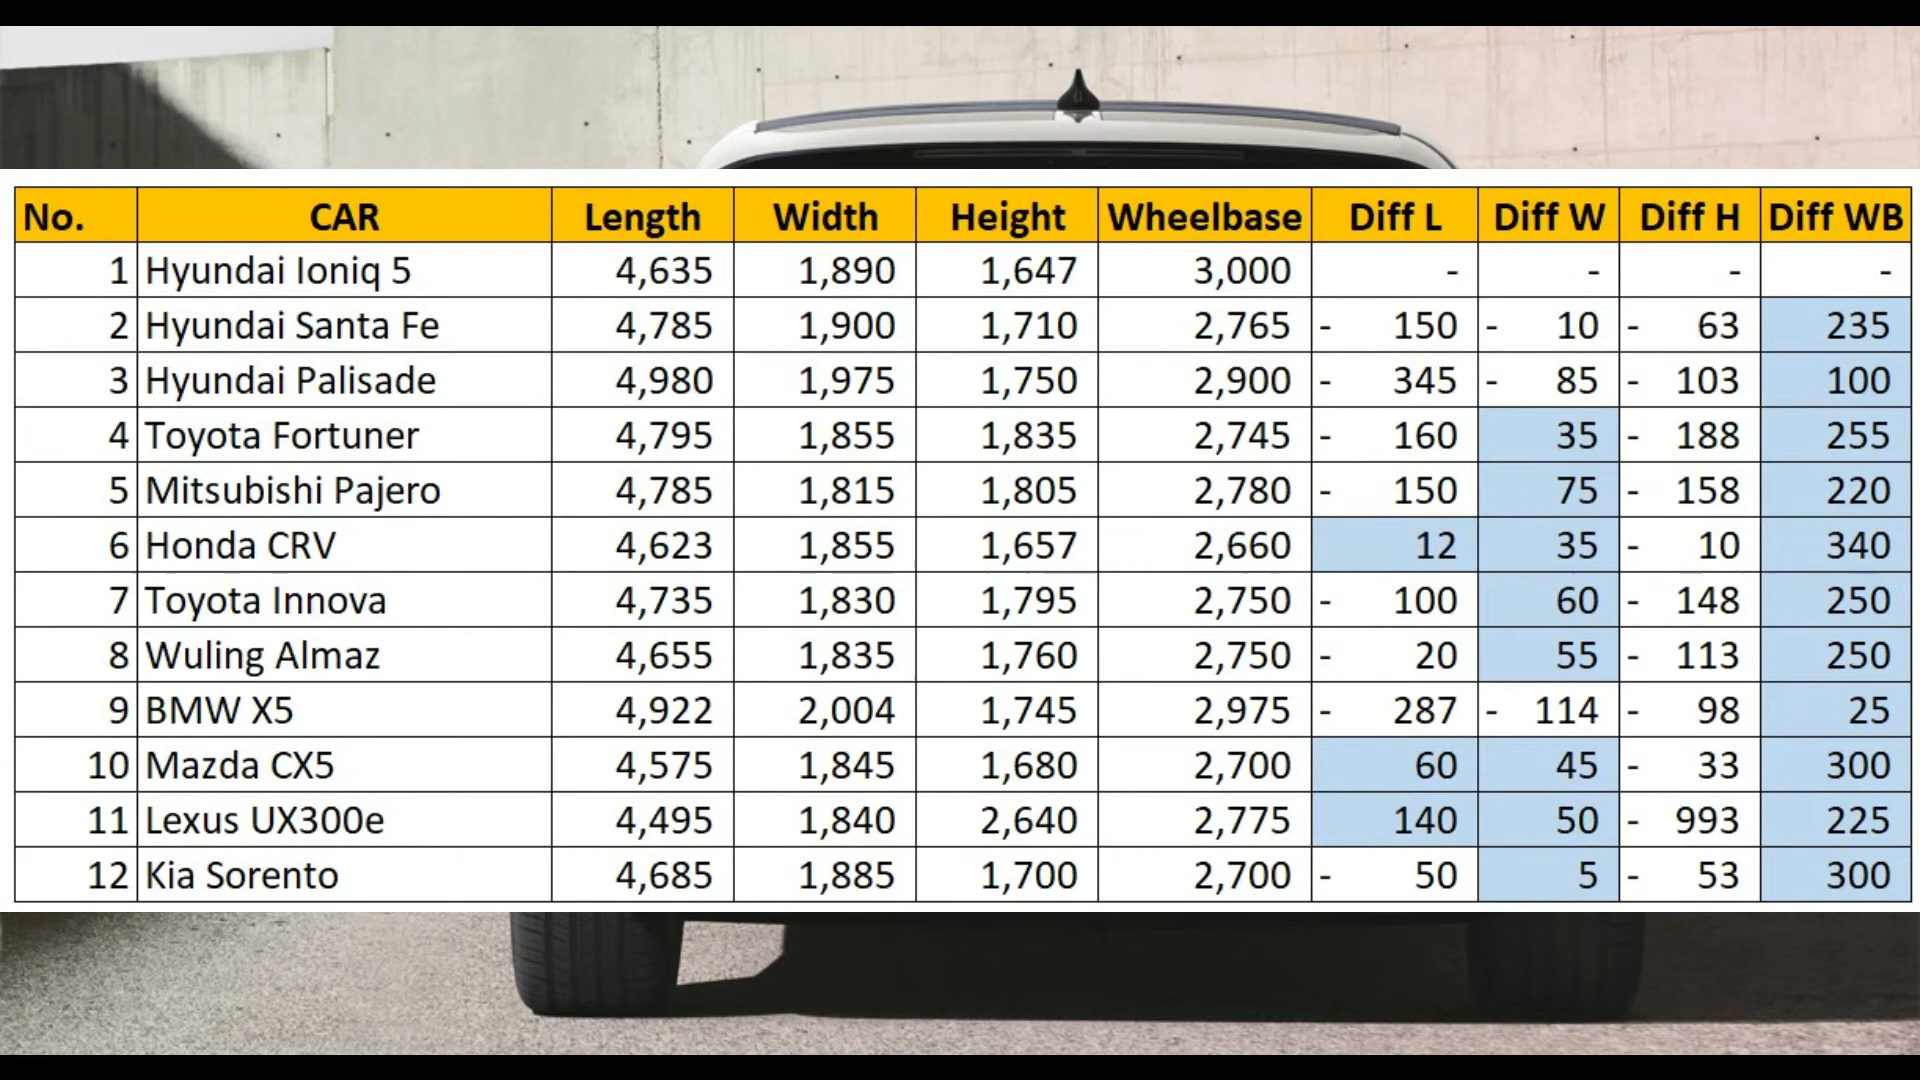 No. CAR Length Width Height Wheelbase Diff L Diff W Diff H Diff WB
1 Hyundai Ioniq 5 4,635 1,890 1,647 3,000 - - - -
2 Hyundai Santa Fe 4,785 1,900 1,710 2,765 - 150 - 10 - 63 235
3 Hyundai Palisade 4,980 1,975 1,750 2,900 - 345 - 85 - 103 100
4 Toyota Fortuner 4,795 1,855 1,835 2,745 - 160 35 - 188 255
5 Mitsubishi Pajero 4,785 1,815 1,805 2,780 - 150 75 - 158 220
6 Honda CRV 4,623 1,855 1,657 2,660 12 35 - 10 340
7 Toyota Innova 4,735 1,830 1,795 2,750 - 100 60 - 148 250
8 Wuling Almaz 4,655 1,835 1,760 2,750 - 20 55 - 113 250
9 BMW X5 4,922 2,004 1,745 2,975 - 287 - 114 - 98 25
10 Mazda CX5 4,575 1,845 1,680 2,700 60 45 - 33 300
11 Lexus UX300e 4,495 1,840 2,640 2,775 140 50 - 993 225
12 Kia Sorento 4,685 1,885 1,700 2,700 - 50 5 - 53 300